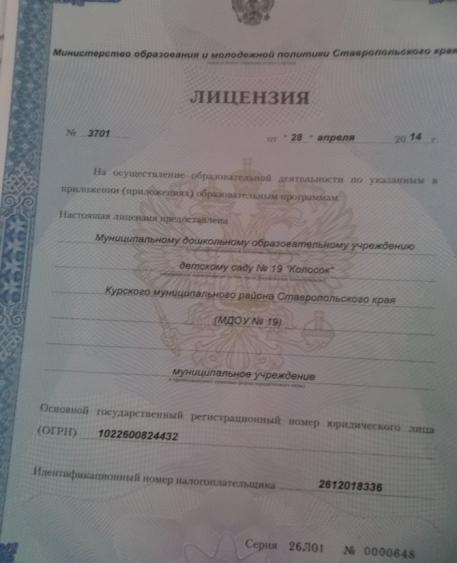 Министерство образования и молодежной политики Ставропольского края
ЛИЦЕНЗИЯ
№ 3701 от " 28 " апреля 20 14 г.
На осуществление образовательной деятельности по указанным в
приложении (приложениях) образовательным программам
Настоящая лицензия предоставлена
Муниципальному дошкольному образовательному учреждению
детскому саду № 19 "Колосок"
Курского муниципального района Ставропольского края
(МДОУ № 19)
муниципальное учреждение
Основной государственный регистрационный номер юридического лица
(ОГРН) 1022600824432
Идентификационный номер налогоплательщика 2612018336
Серия 26Л01 № 0000648